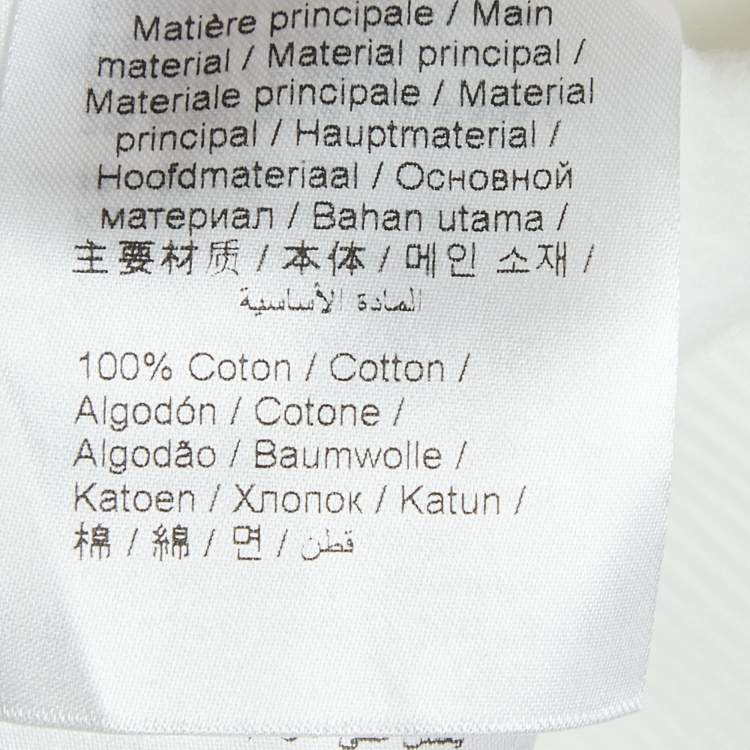 Matière principale / Main
material / Material principal /
Materiale principale / Material
principal / Hauptmaterial /
Hoofdmateriaal / Основной
материал / Bahan utama /
主要材质 / 本体 / 메인 소재 /
المادة الأساسية
100% Coton / Cotton /
Algodón / Cotone /
Algodão / Baumwolle /
Katoen / Хлопок / Katun /
棉 / 綿 / 면 / قطن